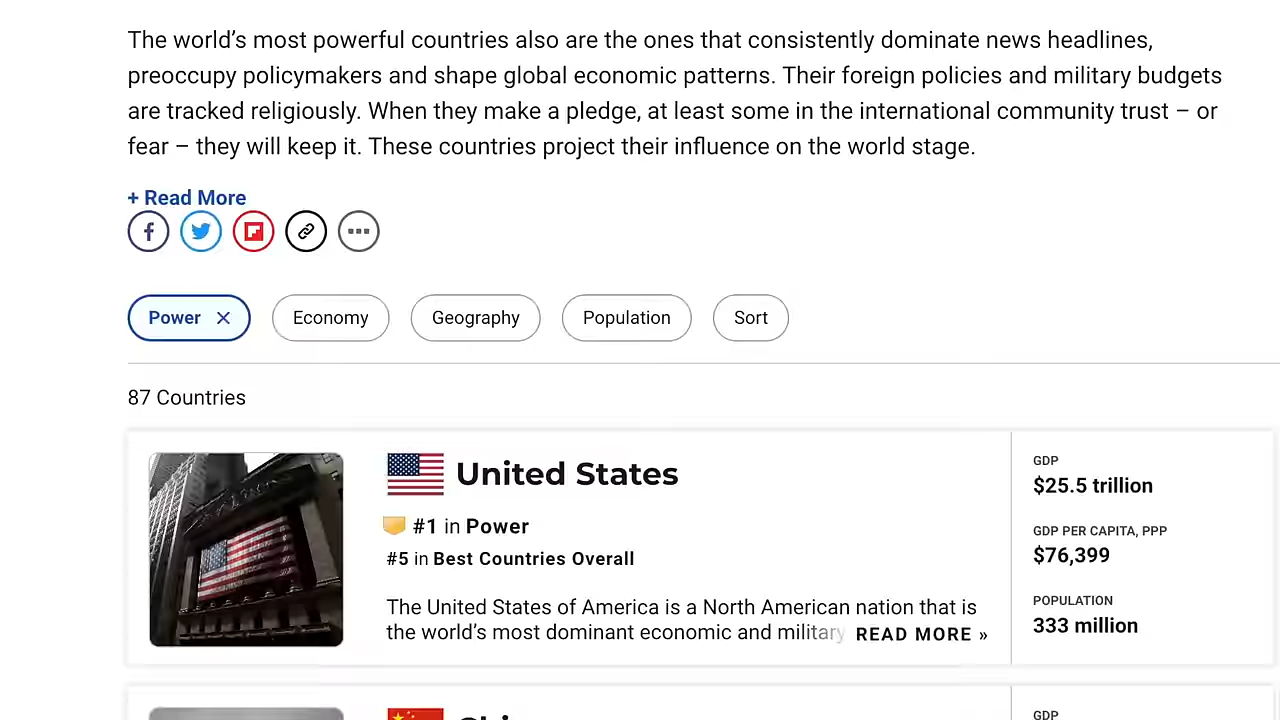 The world’s most powerful countries also are the ones that consistently dominate news headlines,
preoccupy policymakers and shape global economic patterns. Their foreign policies and military budgets
are tracked religiously. When they make a pledge, at least some in the international community trust – or
fear – they will keep it. These countries project their influence on the world stage.
+ Read More
Power
Economy
Geography
Population
Sort
87 Countries
United States
#1 in Power
#5 in Best Countries Overall
The United States of America is a North American nation that is
the world’s most dominant economic and military READ MORE »
GDP
$25.5 trillion
GDP PER CAPITA, PPP
$76,399
POPULATION
333 million
GDP